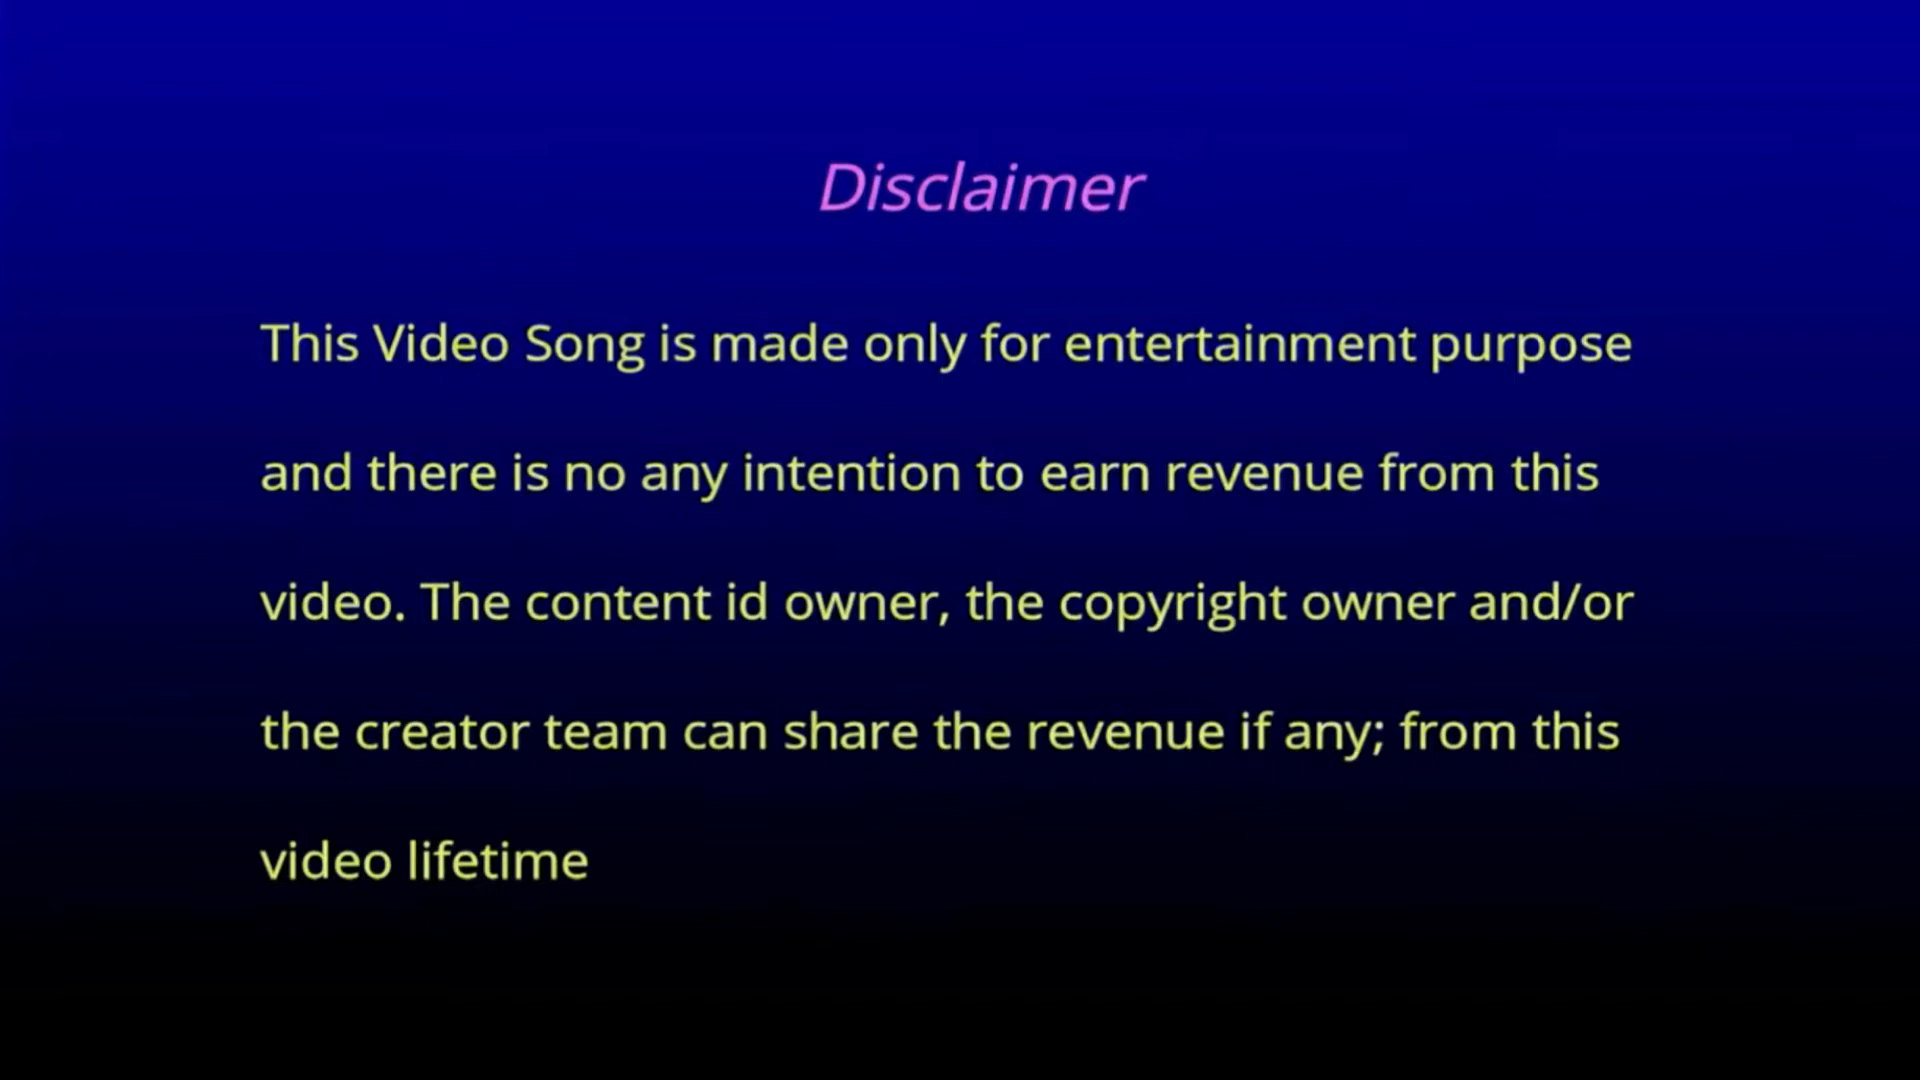 Disclaimer
This Video Song is made only for entertainment purpose
and there is no any intention to earn revenue from this
video. The content id owner, the copyright owner and/or
the creator team can share the revenue if any; from this
video lifetime